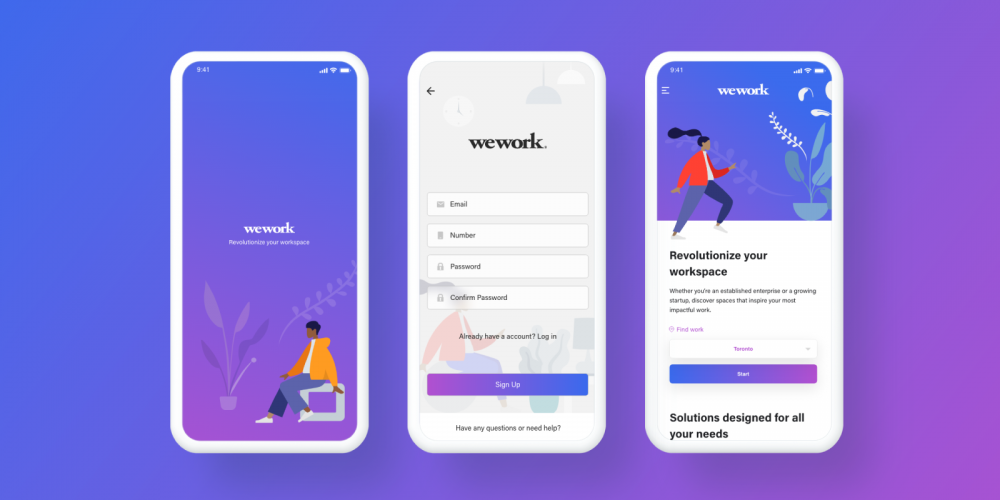 9:41
wework
Revolutionize your workspace
wework.
Email
Number
Password
Confirm Password
Already have a account? Log in
Sign Up
Have any questions or need help?
9:41
wework
Revolutionize your
workspace
Whether you're an established enterprise or a growing
startup, discover spaces that inspire your most
impactful work.
Find work
Toronto
Start
Solutions designed for all
your needs